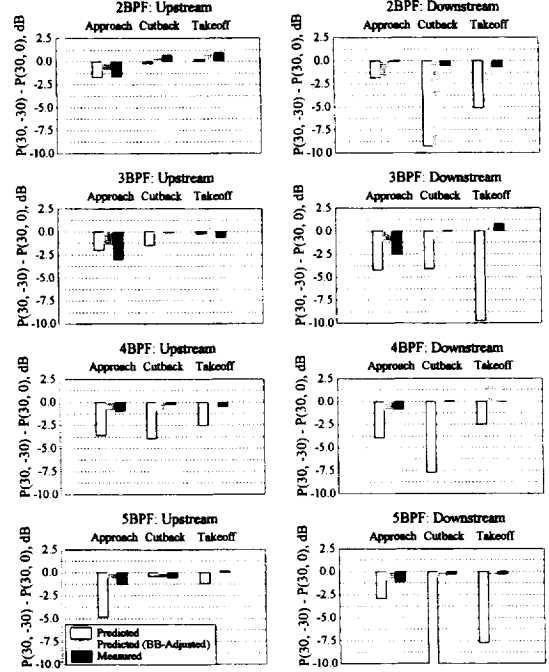 2BPF: Upstream
Approach Cutback Takeoff
P(30, -30) - P(30, 0), dB
2.5
0.0
-2.5
-5.0
-7.5
-10.0
2BPF: Downstream
Approach Cutback Takeoff
P(30, -30) - P(30, 0), dB
2.5
0.0
-2.5
-5.0
-7.5
-10.0
3BPF: Upstream
Approach Cutback Takeoff
P(30, -30) - P(30, 0), dB
2.5
0.0
-2.5
-5.0
-7.5
-10.0
3BPF: Downstream
Approach Cutback Takeoff
P(30, -30) - P(30, 0), dB
2.5
0.0
-2.5
-5.0
-7.5
-10.0
4BPF: Upstream
Approach Cutback Takeoff
P(30, -30) - P(30, 0), dB
2.5
0.0
-2.5
-5.0
-7.5
-10.0
4BPF: Downstream
Approach Cutback Takeoff
P(30, -30) - P(30, 0), dB
2.5
0.0
-2.5
-5.0
-7.5
-10.0
5BPF: Upstream
Approach Cutback Takeoff
P(30, -30) - P(30, 0), dB
2.5
0.0
-2.5
-5.0
-7.5
-10.0
Predicted
Predicted (BB-Adjusted)
Measured
5BPF: Downstream
Approach Cutback Takeoff
P(30, -30) - P(30, 0), dB
2.5
0.0
-2.5
-5.0
-7.5
-10.0